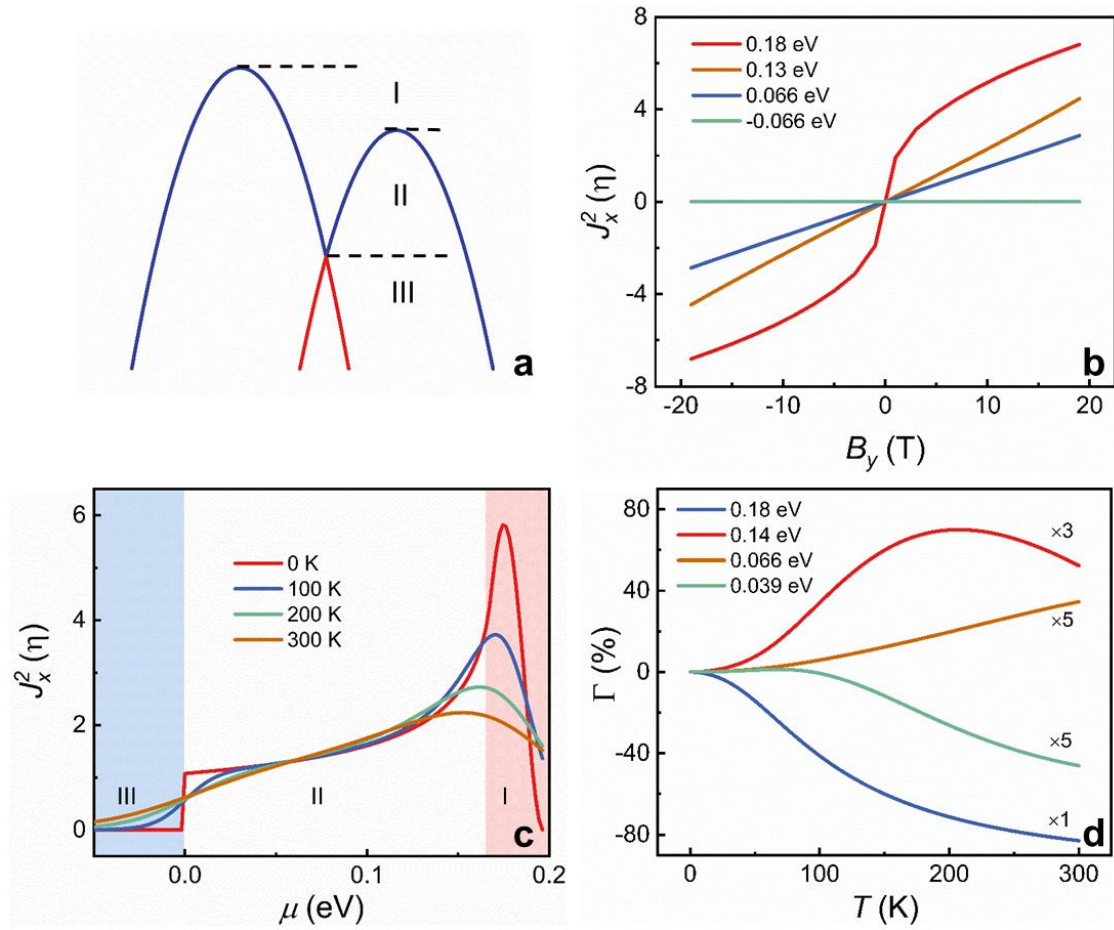 I
II
III
a
0.18 eV
0.13 eV
0.066 eV
-0.066 eV
8
4
0
-4
-8
-20
-10
0
10
20
J_x^2 (η)
B_y (T)
b
6
4
2
0
0 K
100 K
200 K
300 K
III
II
I
0.0
0.1
0.2
J_x^2 (η)
μ (eV)
c
0.18 eV
0.14 eV
0.066 eV
0.039 eV
80
40
0
-40
-80
×3
×5
×5
×1
0
100
200
300
Γ (%)
T (K)
d